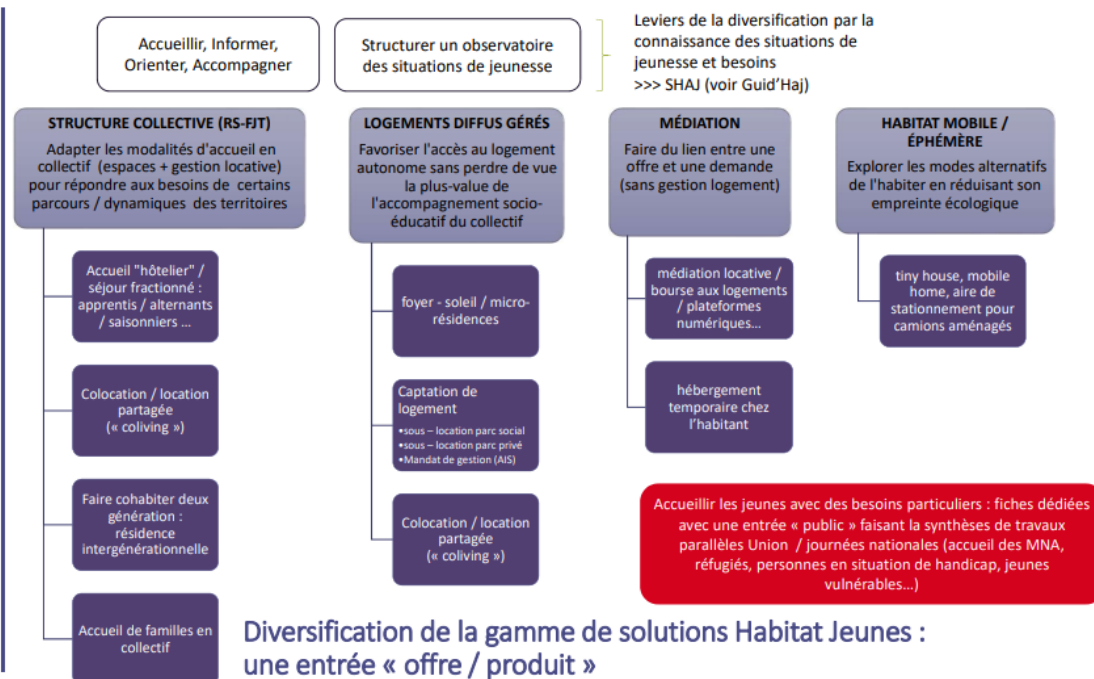 Accueillir, Informer,
Orienter, Accompagner
Structurer un observatoire
des situations de jeunesse
Leviers de la diversification par la
connaissance des situations de
jeunesse et besoins
>>> SHAJ (voir Guid'Haj)
STRUCTURE COLLECTIVE (RS-FJT)
Adapter les modalités d'accueil en
collectif (espaces + gestion locative)
pour répondre aux besoins de certains
parcours / dynamiques des territoires
Accueil "hôtelier" /
séjour fractionné :
apprentis / alternants
/ saisonniers ...
Colocation / location
partagée
(« coliving »)
Faire cohabiter deux
génération :
résidence
intergénérationnelle
Accueil de familles en
collectif
LOGEMENTS DIFFUS GÉRÉS
Favoriser l'accès au logement
autonome sans perdre de vue
la plus-value de
l'accompagnement socio-
éducatif du collectif
foyer - soleil / micro-
résidences
Captation de
logement
•sous – location parc social
•sous – location parc privé
•Mandat de gestion (AIS)
Colocation / location
partagée
(« coliving »)
MÉDIATION
Faire du lien entre une
offre et une demande
(sans gestion logement)
médiation locative /
bourse aux logements
/ plateformes
numériques…
hébergement
temporaire chez
l'habitant
HABITAT MOBILE /
ÉPHÉMÈRE
Explorer les modes alternatifs
de l'habiter en réduisant son
empreinte écologique
tiny house, mobile
home, aire de
stationnement pour
camions aménagés
Accueillir les jeunes avec des besoins particuliers : fiches dédiées
avec une entrée « public » faisant la synthèses de travaux
parallèles Union / journées nationales (accueil des MNA,
réfugiés, personnes en situation de handicap, jeunes
vulnérables…)
Diversification de la gamme de solutions Habitat Jeunes :
une entrée « offre / produit »